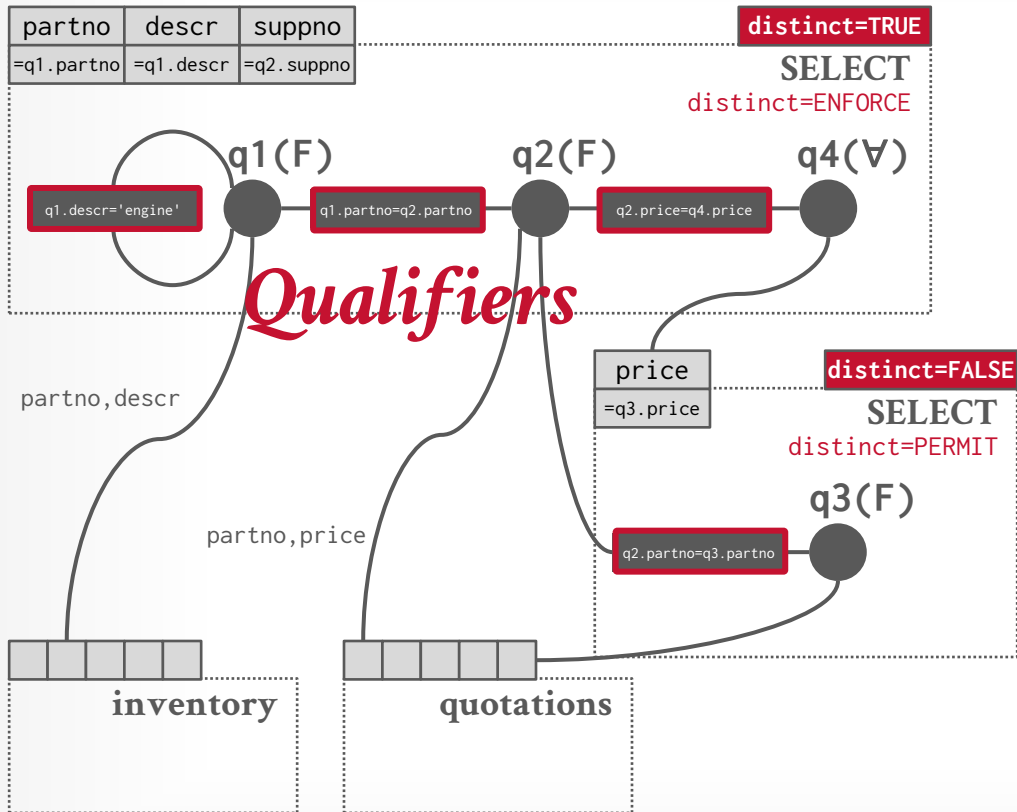 partno descr suppno
distinct=TRUE
=q1.partno =q1.descr =q2.suppno
SELECT
distinct=ENFORCE
q1(F) q2(F) q4(∀)
q1.descr='engine' q1.partno=q2.partno q2.price=q4.price
Qualifiers
price
distinct=FALSE
=q3.price
SELECT
distinct=PERMIT
partno,descr
q3(F)
partno,price
q2.partno=q3.partno
inventory quotations